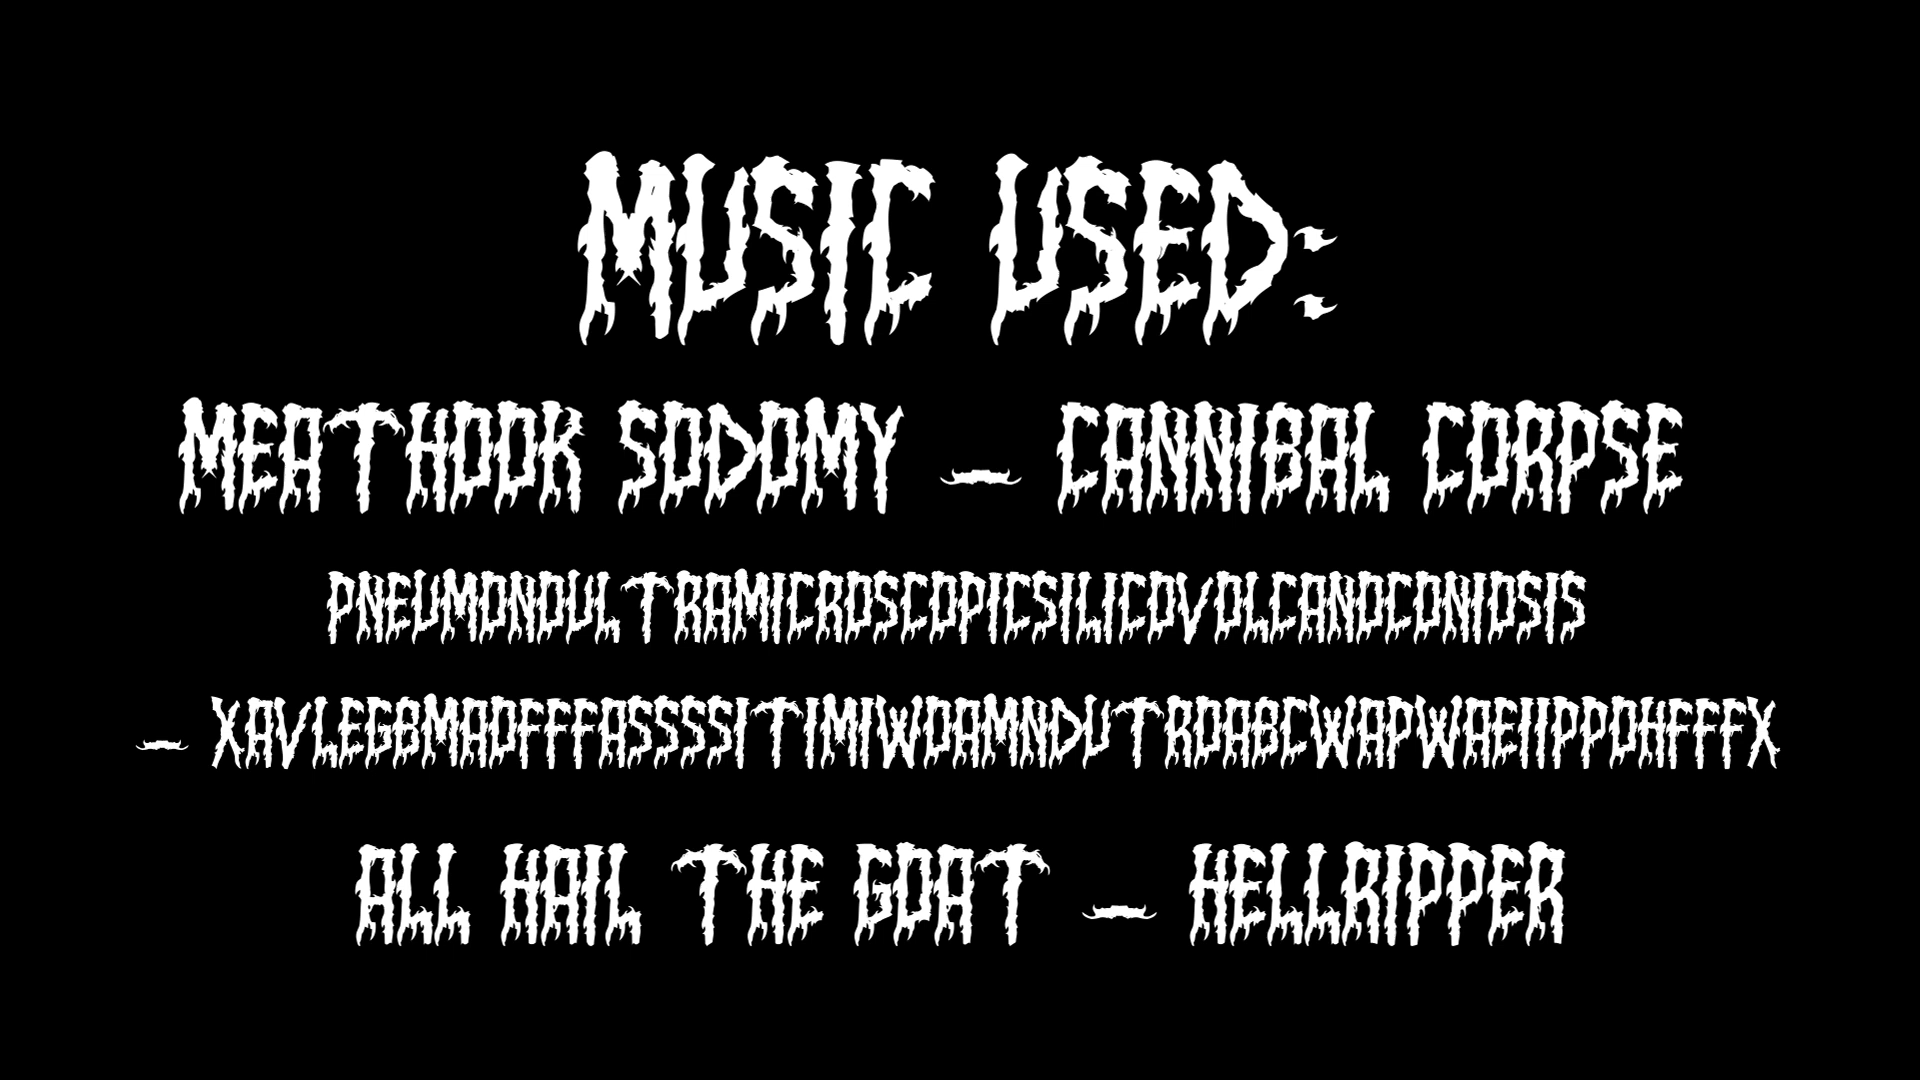 MUSIC USED:
MEATHOOK SODOMY - CANNIBAL CORPSE
PNEUMONOULTRAMICROSCOPICSILICOVOLCANOCONIOSIS
- XAVLEGBMAOFFFASSSSITIMIWOAMNDUTROABCWAPWAEIIPPOHFFFX
ALL HAIL THE GOAT - HELLRIPPER